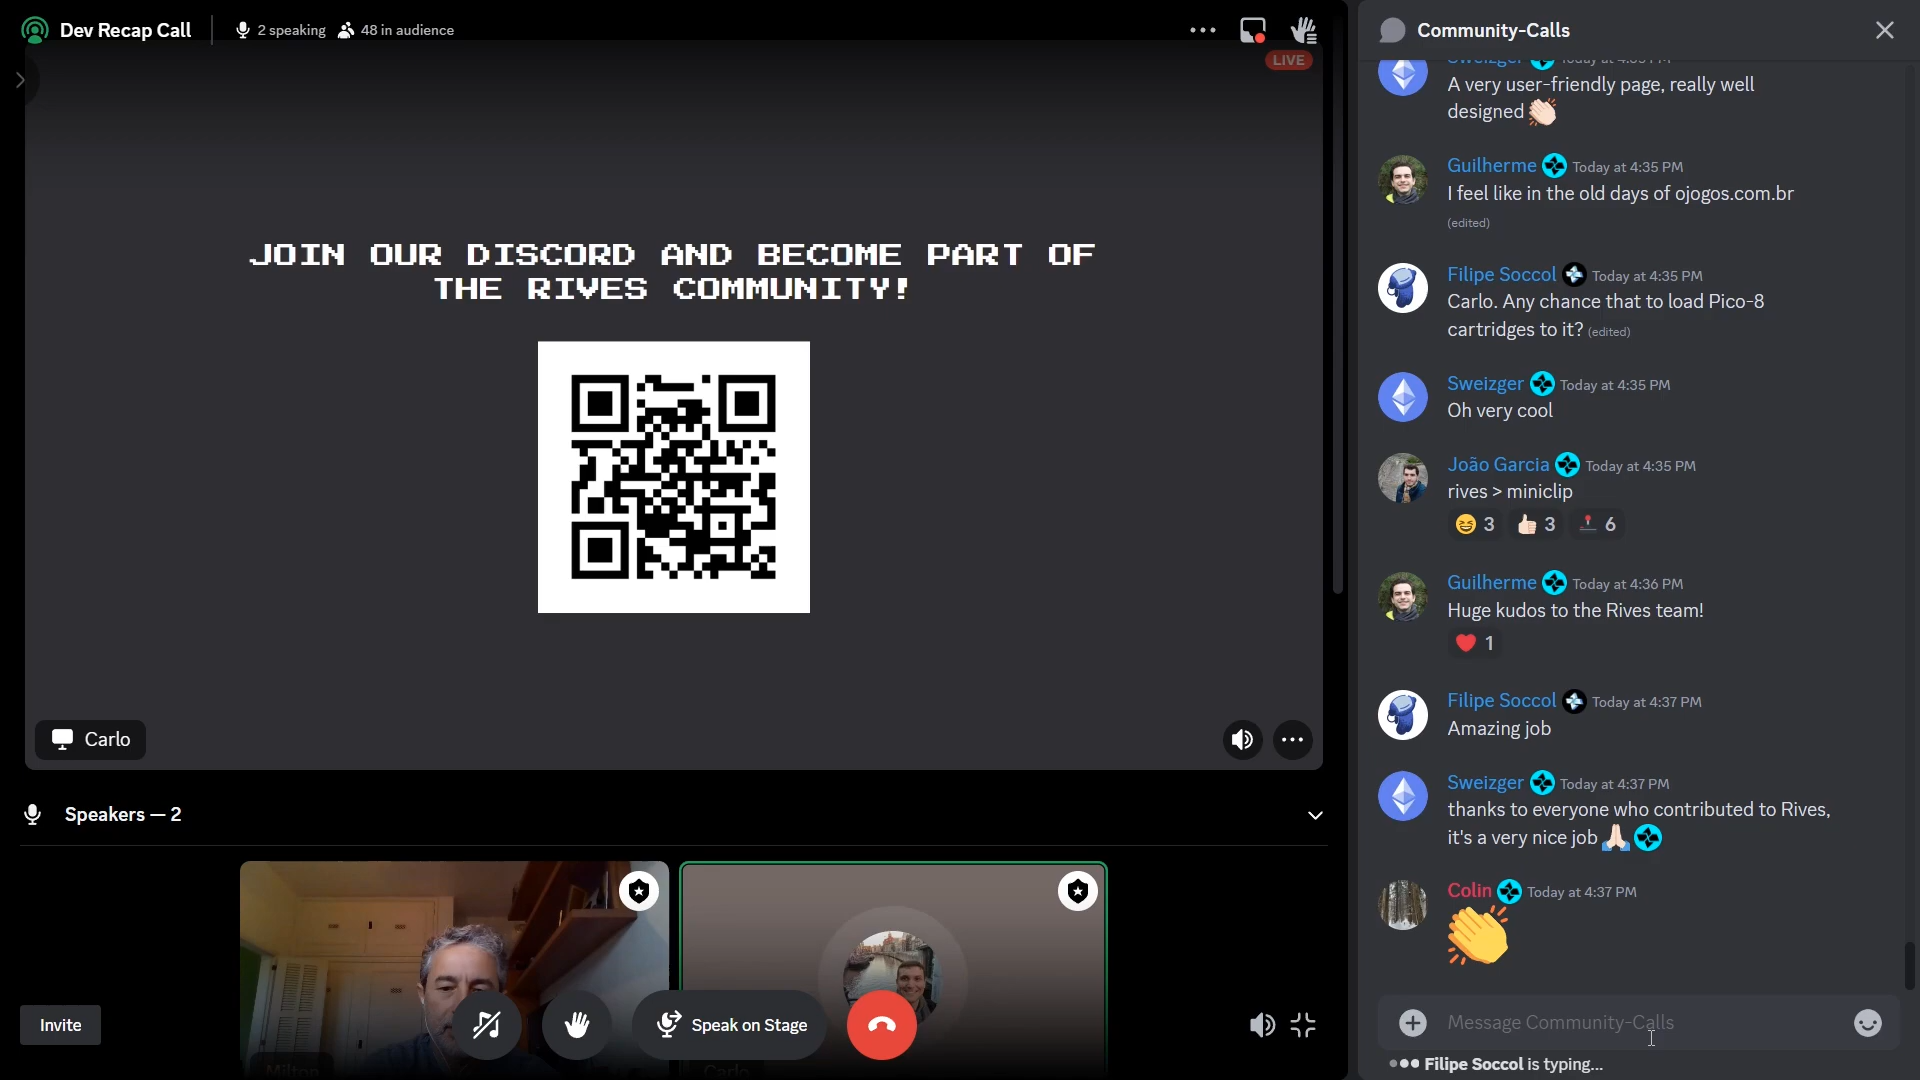 Dev Recap Call
2 speaking
48 in audience
LIVE
JOIN OUR DISCORD AND BECOME PART OF
THE RIVES COMMUNITY!
Carlo
Speakers — 2
Milton
Carlo
Invite
Speak on Stage
Community-Calls
Sweizger
A very user-friendly page, really well
designed 👏🏻
Guilherme Today at 4:35 PM
I feel like in the old days of ojogos.com.br
(edited)
Filipe Soccol Today at 4:35 PM
Carlo. Any chance that to load Pico-8
cartridges to it? (edited)
Sweizger Today at 4:35 PM
Oh very cool
João Garcia Today at 4:35 PM
rives > miniclip
😆 3 👍🏻 3 🕹️ 6
Guilherme Today at 4:36 PM
Huge kudos to the Rives team!
❤️ 1
Filipe Soccol Today at 4:37 PM
Amazing job
Sweizger Today at 4:37 PM
thanks to everyone who contributed to Rives,
it's a very nice job 🙏🏻
Colin Today at 4:37 PM
👏
Message Community-Calls
Filipe Soccol is typing...